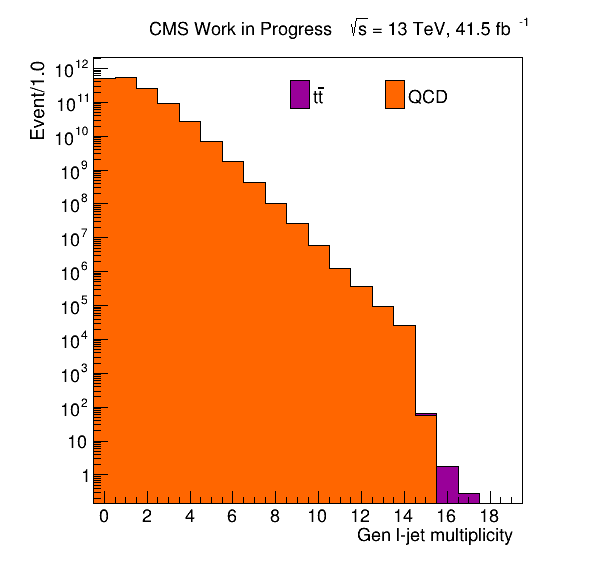 CMS Work in Progress √s = 13 TeV, 41.5 fb⁻¹
Event/1.0
tt̄ QCD
10¹²
10¹¹
10¹⁰
10⁹
10⁸
10⁷
10⁶
10⁵
10⁴
10³
10²
10
1
0 2 4 6 8 10 12 14 16 18
Gen l-jet multiplicity